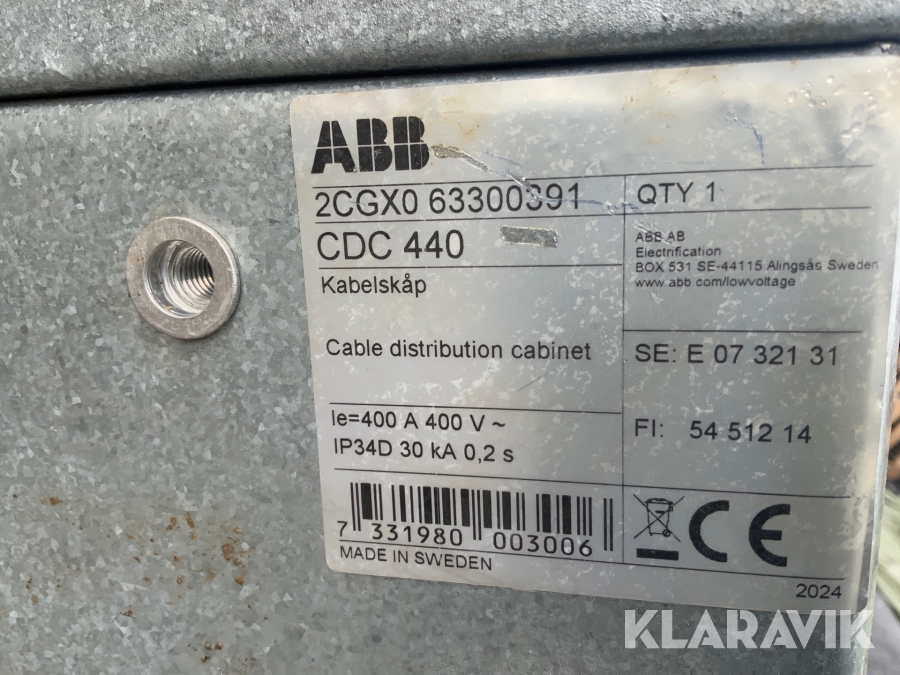 ABB
2CGX0 63300391
QTY 1
CDC 440
ABB AB
Electrification
BOX 531 SE-44115 Alingsås Sweden
www.abb.com/lowvoltage
Kabelskåp
Cable distribution cabinet
SE: E 07 321 31
Ie=400 A 400 V ~
IP34D 30 kA 0,2 s
FI: 54 512 14
7 331980 003006
CE
MADE IN SWEDEN
2024
KLARAVIK